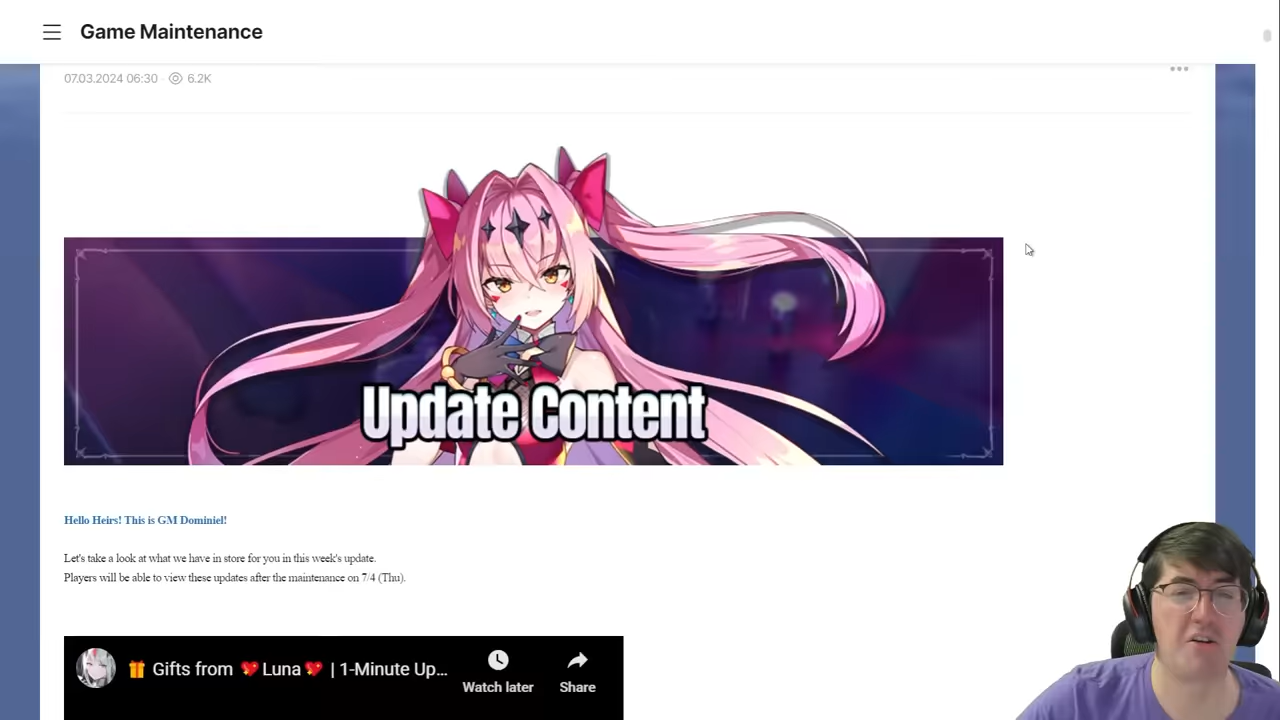 Game Maintenance
07.03.2024 06:30 6.2K
Update Content
Hello Heirs! This is GM Dominiel!
Let's take a look at what we have in store for you in this week's update.
Players will be able to view these updates after the maintenance on 7/4 (Thu).
🎁 Gifts from 💖Luna💖 | 1-Minute Up...
Watch later
Share